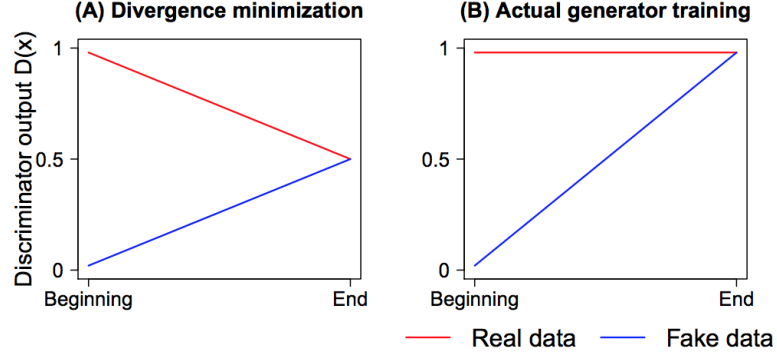 (A) Divergence minimization
(B) Actual generator training
Discriminator output D(x)
1
0.5
0
Beginning
End
1
0.5
0
Beginning
End
Real data
Fake data